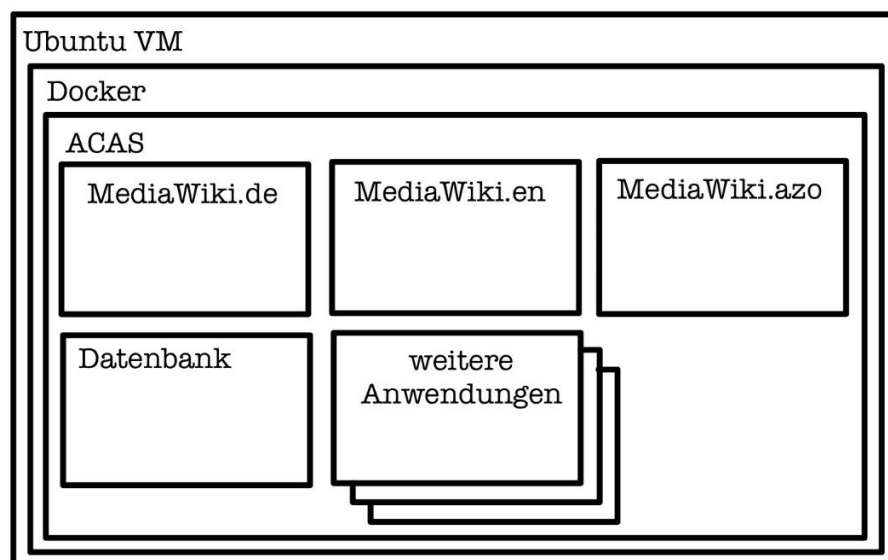 Ubuntu VM
Docker
ACAS
MediaWiki.de
MediaWiki.en
MediaWiki.azo
Datenbank
weitere
Anwendungen